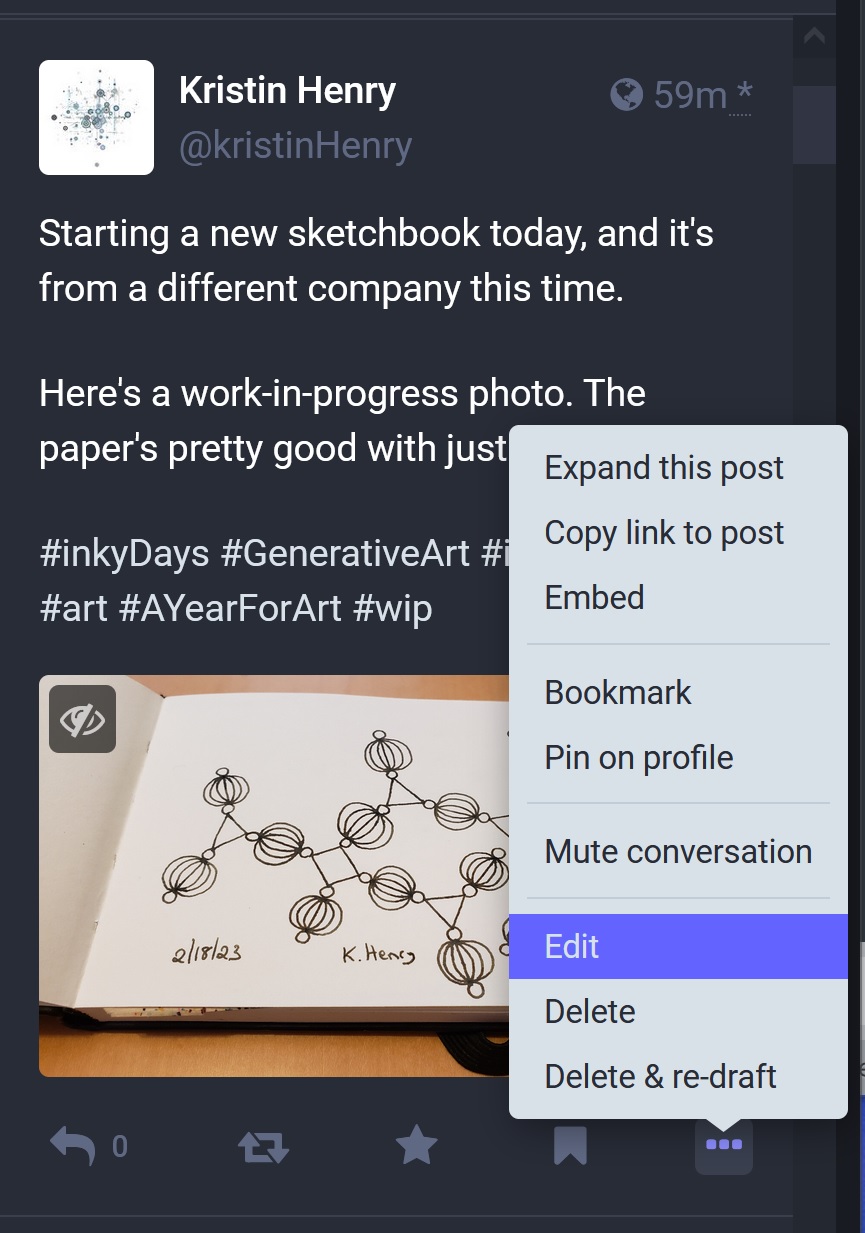 Kristin Henry
59m *
@kristinHenry
Starting a new sketchbook today, and it's
from a different company this time.
Here's a work-in-progress photo. The
paper's pretty good with just
#inkyDays #GenerativeArt
#art #AYearForArt #wip
Expand this post
Copy link to post
Embed
Bookmark
Pin on profile
Mute conversation
Edit
Delete
Delete & re-draft
2/18/23
K. Henry
0